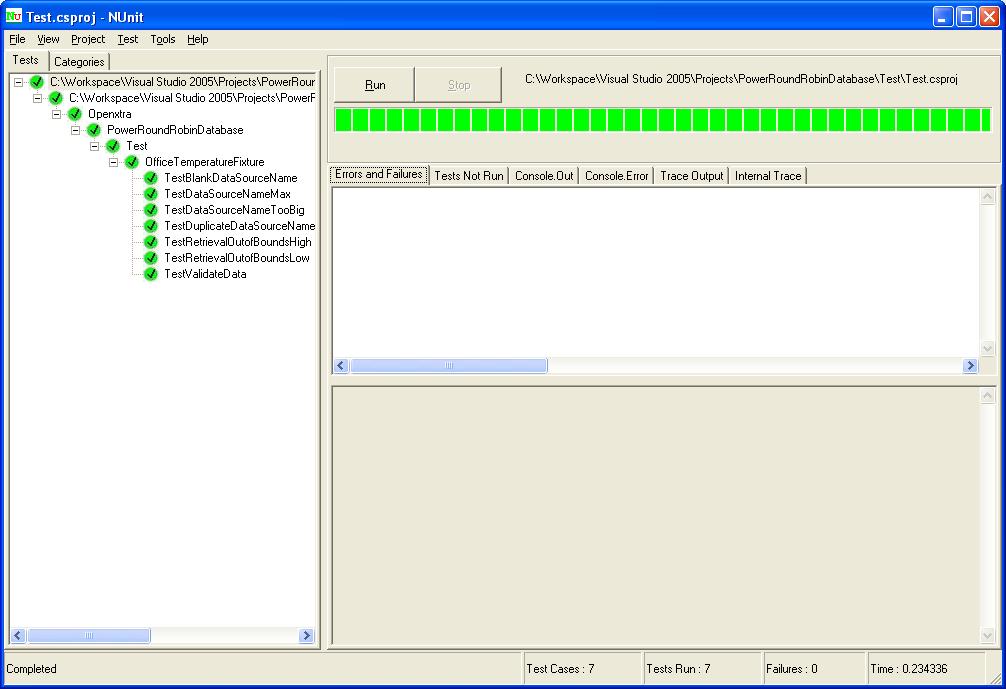 NU Test.csproj - NUnit
File View Project Test Tools Help
Tests Categories
C:\Workspace\Visual Studio 2005\Projects\PowerRour
C:\Workspace\Visual Studio 2005\Projects\PowerF
Openxtra
PowerRoundRobinDatabase
Test
OfficeTemperatureFixture
TestBlankDataSourceName
TestDataSourceNameMax
TestDataSourceNameTooBig
TestDuplicateDataSourceName
TestRetrievalOutofBoundsHigh
TestRetrievalOutofBoundsLow
TestValidateData
Run Stop C:\Workspace\Visual Studio 2005\Projects\PowerRoundRobinDatabase\Test\Test.csproj
Errors and Failures Tests Not Run Console.Out Console.Error Trace Output Internal Trace
Completed Test Cases : 7 Tests Run : 7 Failures : 0 Time : 0.234336